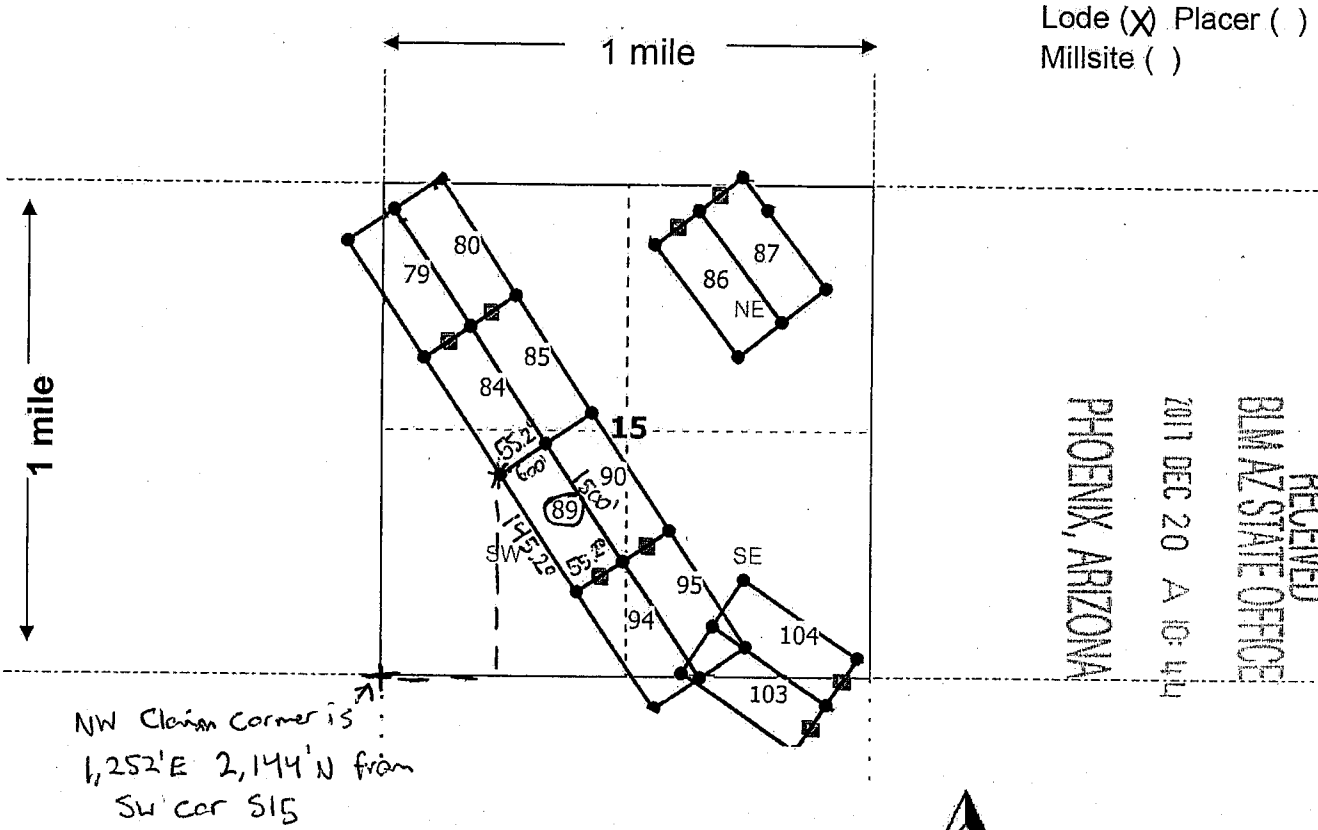 Lode (X) Placer ( )
Millsite ( )
1 mile
1 mile
80
79
87
86
NE
85
84
15
55.2°
600'
90
1500'
89
145.2°
SW
55.2°
SE
95
94
104
103
NW Claim Corner is
1,252'E 2,144'N from
SW cor S15
RECEIVED
BLM AZ STATE OFFICE
2017 DEC 20 A 10:44
PHOENIX, ARIZONA